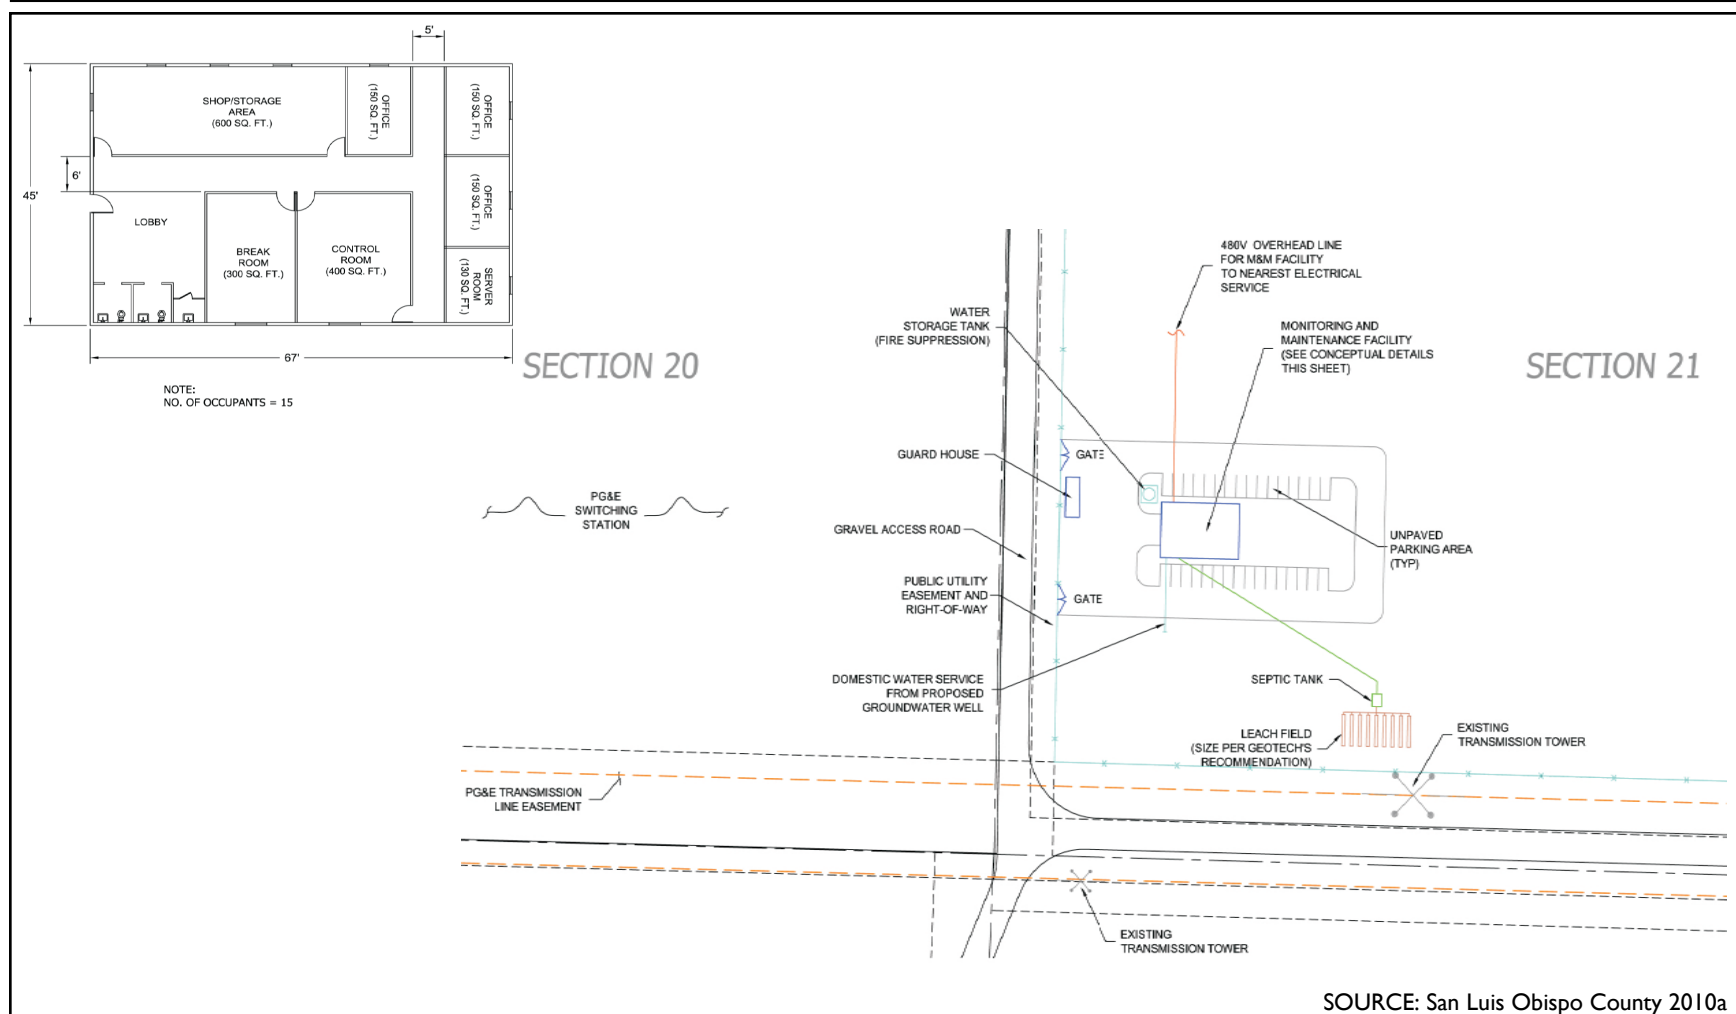 5'
SHOP/STORAGE
AREA
(600 SQ. FT.)
OFFICE
(150 SQ. FT.)
OFFICE
(150 SQ. FT.)
6'
45'
OFFICE
(150 SQ. FT.)
LOBBY
BREAK
ROOM
(300 SQ. FT.)
CONTROL
ROOM
(400 SQ. FT.)
SERVER
ROOM
(130 SQ. FT.)
67'
NOTE:
NO. OF OCCUPANTS = 15
SECTION 20
480V OVERHEAD LINE
FOR M&M FACILITY
TO NEAREST ELECTRICAL
SERVICE
WATER
STORAGE TANK
(FIRE SUPPRESSION)
MONITORING AND
MAINTENANCE FACILITY
(SEE CONCEPTUAL DETAILS
THIS SHEET)
SECTION 21
GUARD HOUSE
GATE
PG&E
SWITCHING
STATION
GRAVEL ACCESS ROAD
UNPAVED
PARKING AREA
(TYP)
PUBLIC UTILITY
EASEMENT AND
RIGHT-OF-WAY
GATE
DOMESTIC WATER SERVICE
FROM PROPOSED
GROUNDWATER WELL
SEPTIC TANK
LEACH FIELD
(SIZE PER GEOTECH'S
RECOMMENDATION)
EXISTING
TRANSMISSION TOWER
PG&E TRANSMISSION
LINE EASEMENT
EXISTING
TRANSMISSION TOWER
SOURCE: San Luis Obispo County 2010a